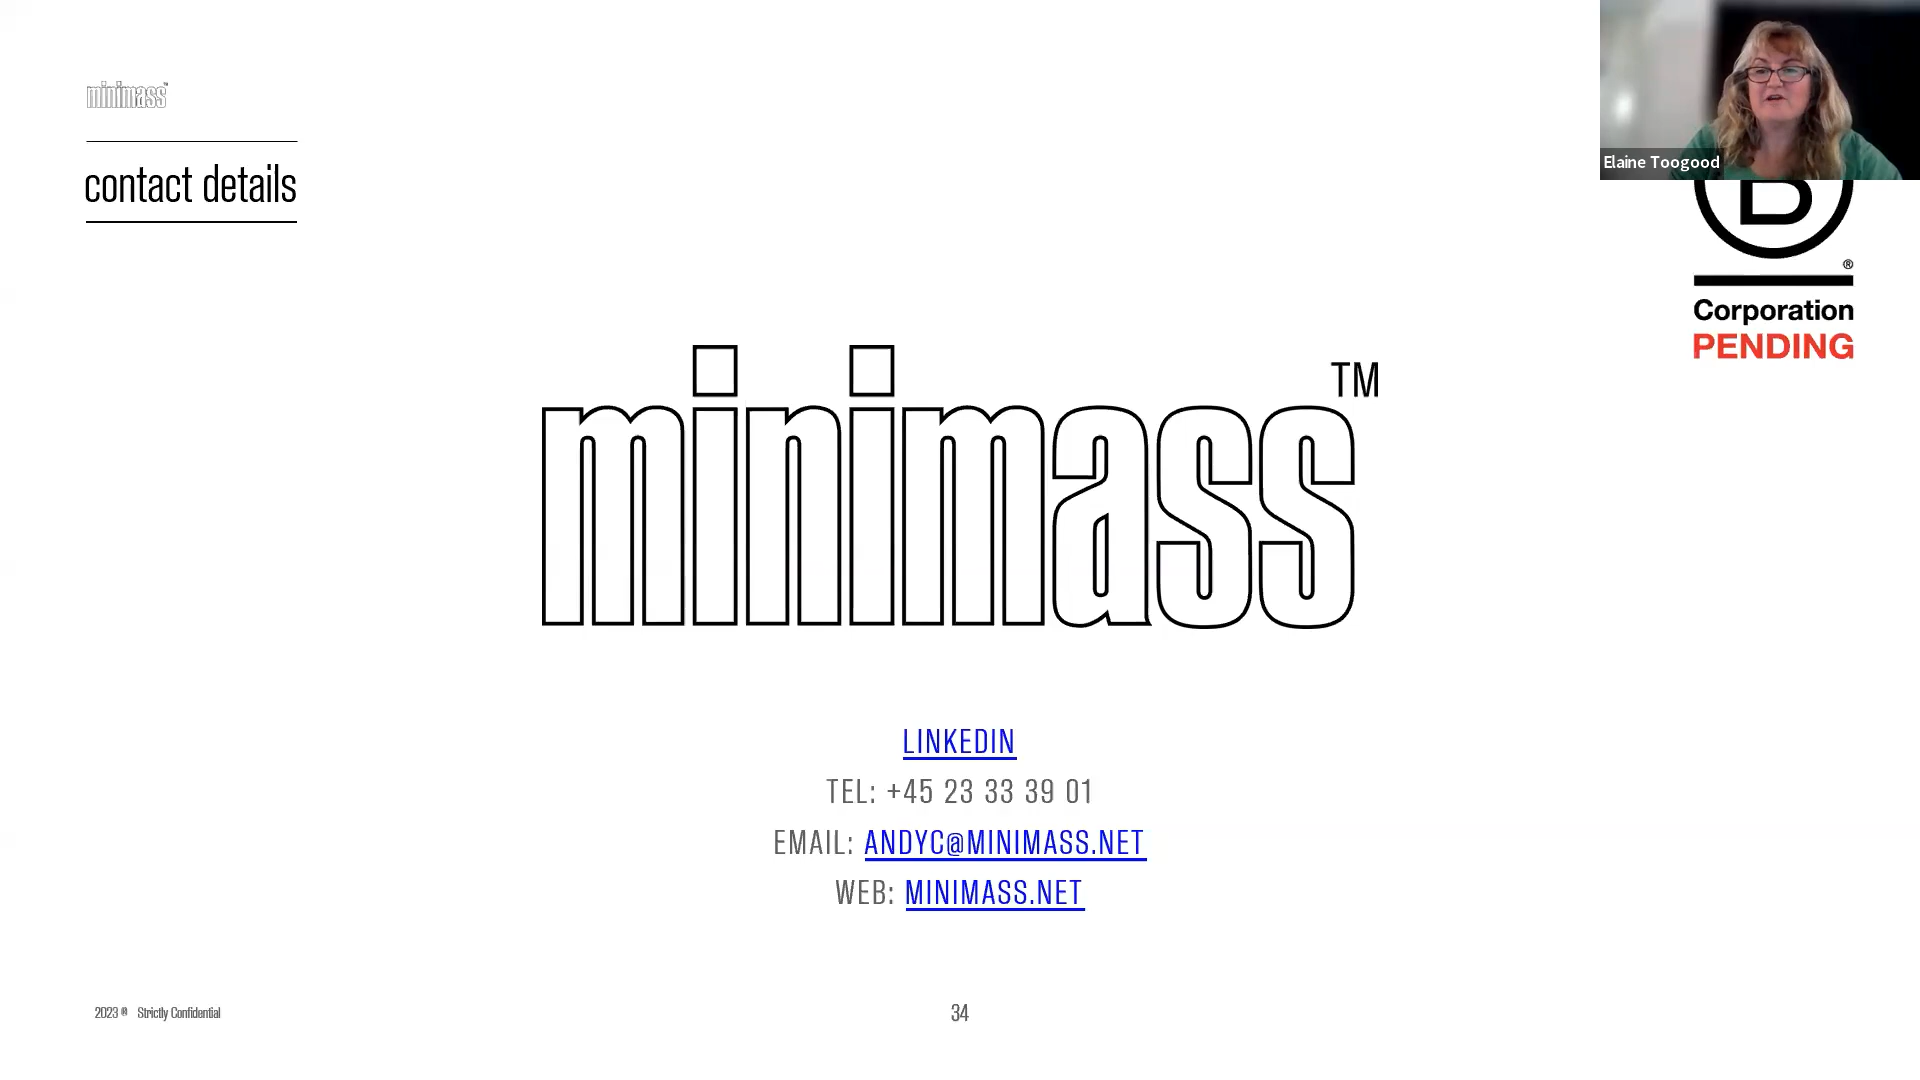 minimass™
contact details
Elaine Toogood
B
®
Corporation
PENDING
minimass™
LINKEDIN
TEL: +45 23 33 39 01
EMAIL: ANDYC@MINIMASS.NET
WEB: MINIMASS.NET
2023 ® Strictly Confidential
34